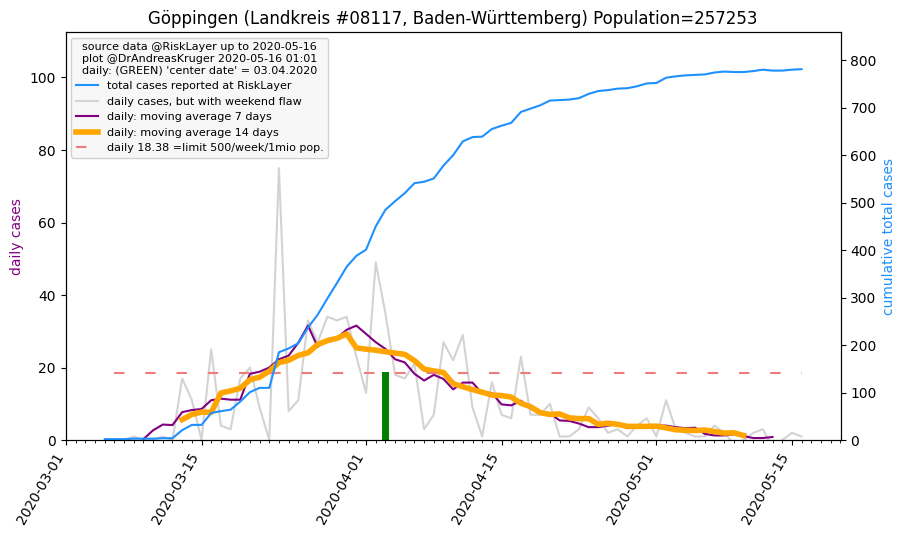 Göppingen (Landkreis #08117, Baden-Württemberg) Population=257253
source data @RiskLayer up to 2020-05-16
plot @DrAndreasKruger 2020-05-16 01:01
daily: (GREEN) 'center date' = 03.04.2020
total cases reported at RiskLayer
daily cases, but with weekend flaw
daily: moving average 7 days
daily: moving average 14 days
daily 18.38 =limit 500/week/1mio pop.
daily cases
100
80
60
40
20
0
cumulative total cases
800
700
600
500
400
300
200
100
0
2020-03-01
2020-03-15
2020-04-01
2020-04-15
2020-05-01
2020-05-15